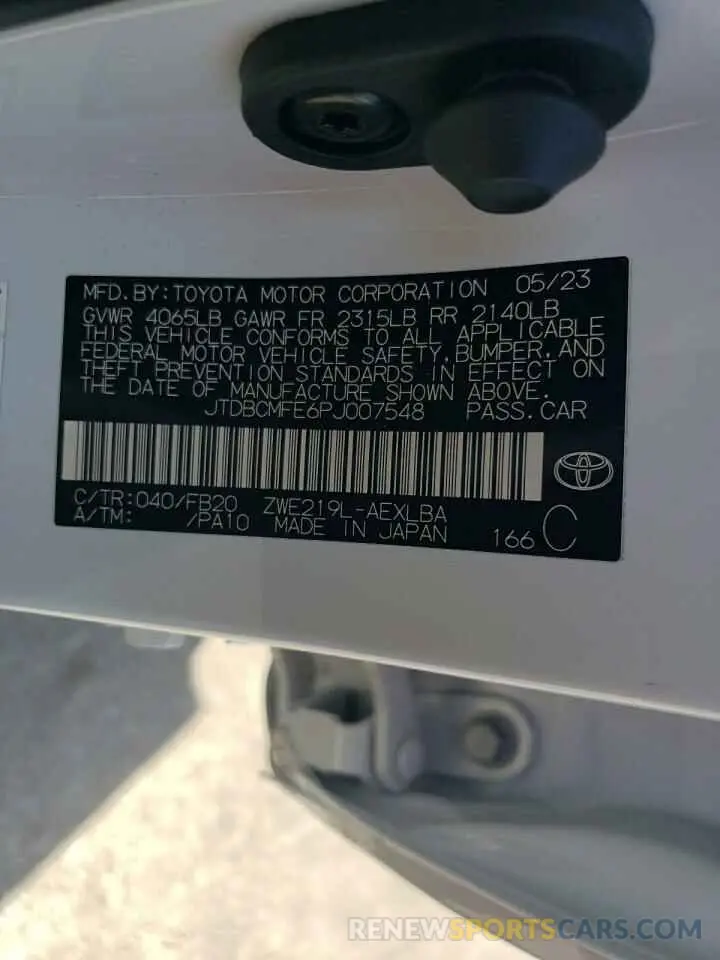 MFD.BY:TOYOTA MOTOR CORPORATION 05/23
GVWR 4065LB GAWR FR 2315LB RR 2140LB
THIS VEHICLE CONFORMS TO ALL APPLICABLE
FEDERAL MOTOR VEHICLE SAFETY,BUMPER,AND
THEFT PREVENTION STANDARDS IN EFFECT ON
THE DATE OF MANUFACTURE SHOWN ABOVE.
JTDBCMFE6PJ007548 PASS.CAR
C/TR:040/FB20 ZWE219L-AEXLBA
A/TM: /PA10 MADE IN JAPAN 166 C
RENEWSPORTSCARS.COM